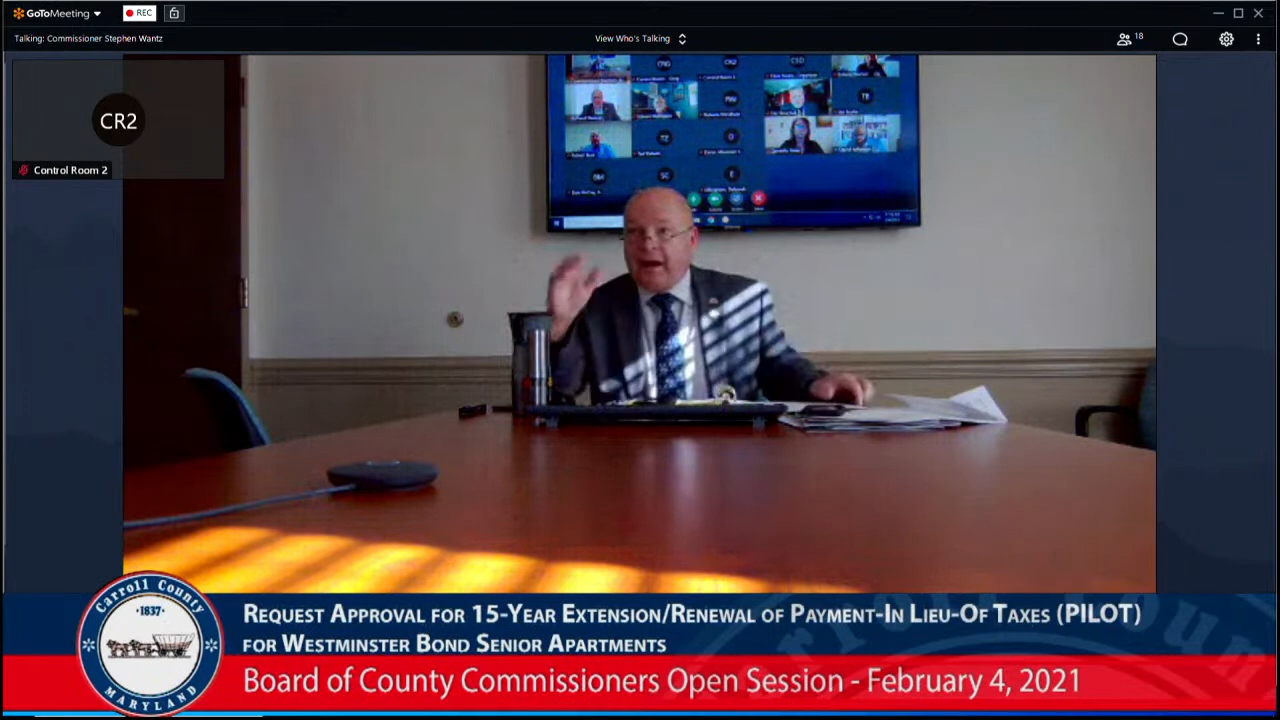 GoToMeeting
REC
Talking: Commissioner Stephen Wantz
View Who's Talking
18
CR2
Control Room 2
CR2
SC
E
Carroll County
·1837·
MARYLAND
Request Approval for 15-Year Extension/Renewal of Payment-In Lieu-Of Taxes (PILOT)
for Westminster Bond Senior Apartments
Board of County Commissioners Open Session - February 4, 2021